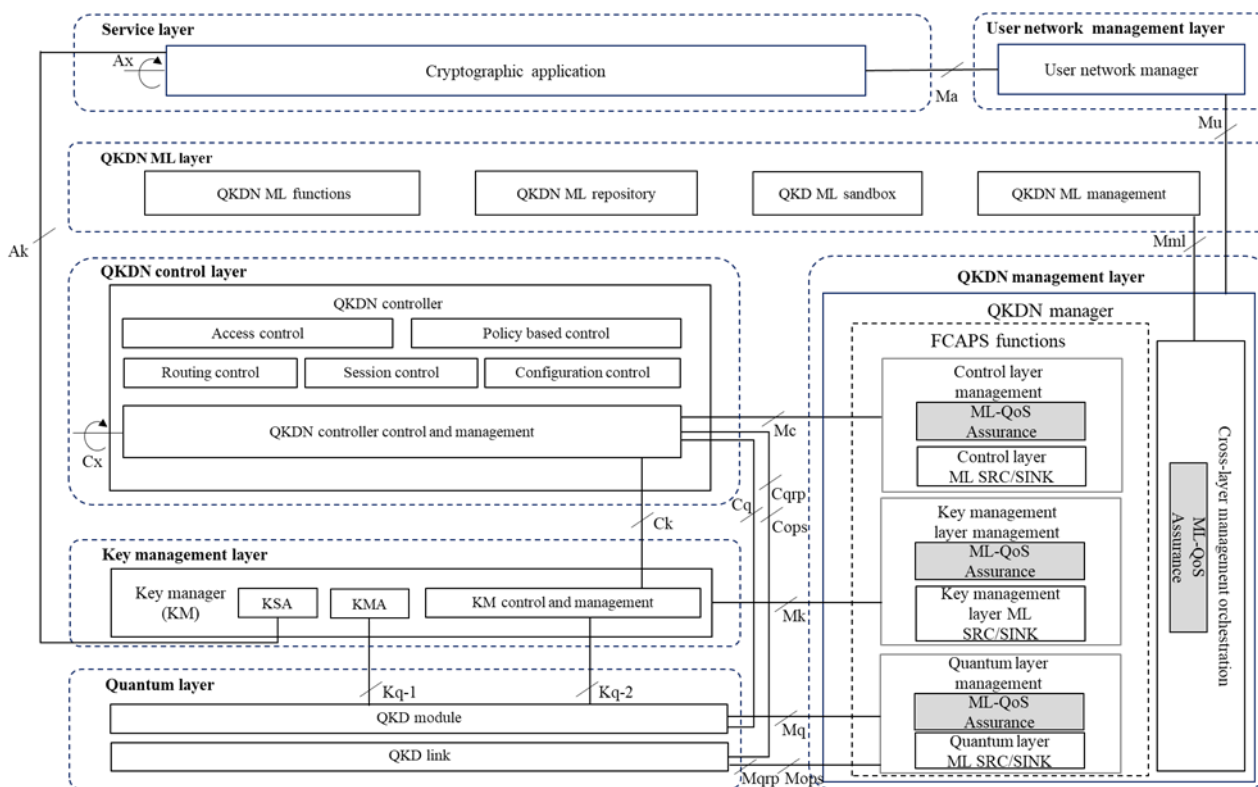 Service layer
User network management layer
Ax
Cryptographic application
User network manager
Ma
Mu
QKDN ML layer
QKDN ML functions
QKDN ML repository
QKD ML sandbox
QKDN ML management
Ak
Mml
QKDN control layer
QKDN management layer
QKDN controller
QKDN manager
Access control
Policy based control
FCAPS functions
Routing control
Session control
Configuration control
Control layer
management
ML-QoS
Assurance
QKDN controller control and management
Mc
Cx
Control layer
ML SRC/SINK
Cqrp
Cq
Cops
Ck
Key management
layer management
ML-QoS
Assurance
Key management
layer ML
SRC/SINK
ML-QoS
Assurance
Cross-layer management orchestration
Key management layer
Key manager
(KM)
KSA
KMA
KM control and management
Mk
Quantum layer
Kq-1
Kq-2
Quantum layer
management
ML-QoS
Assurance
QKD module
Mq
Quantum layer
ML SRC/SINK
QKD link
Mqrp
Mops